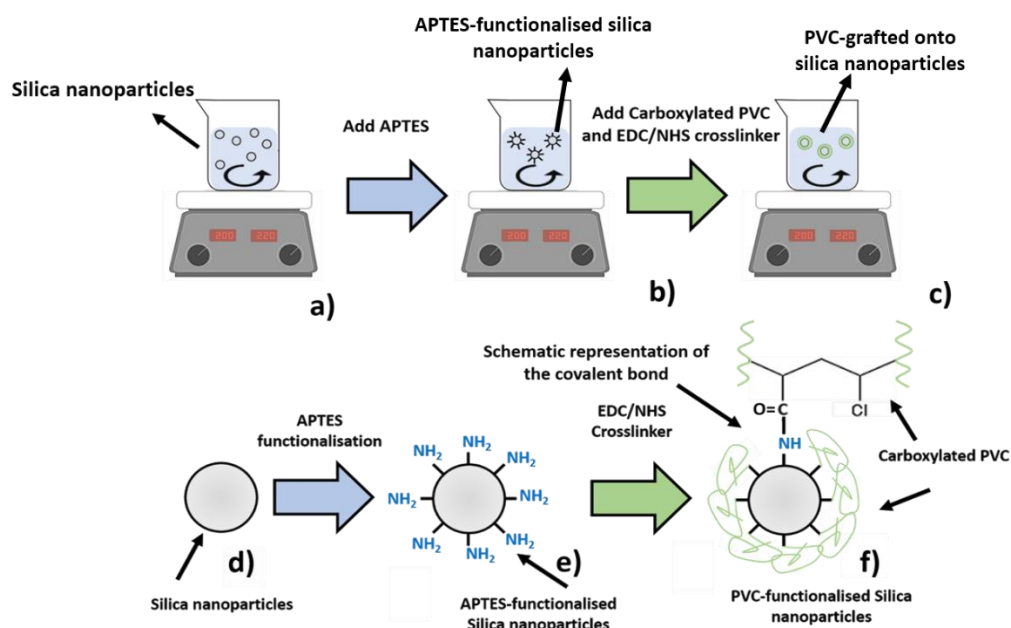 APTES-functionalised silica
nanoparticles
PVC-grafted onto
silica nanoparticles
Silica nanoparticles
Add APTES
Add Carboxylated PVC
and EDC/NHS crosslinker
200 220
200 220
200 220
a)
b)
c)
Schematic representation of
the covalent bond
APTES
functionalisation
EDC/NHS
Crosslinker
O=C
Cl
NH
Carboxylated PVC
NH₂
NH₂
NH₂
NH₂
NH₂
NH₂
NH₂
NH₂
d)
e)
f)
Silica nanoparticles
APTES-functionalised
Silica nanoparticles
PVC-functionalised Silica
nanoparticles